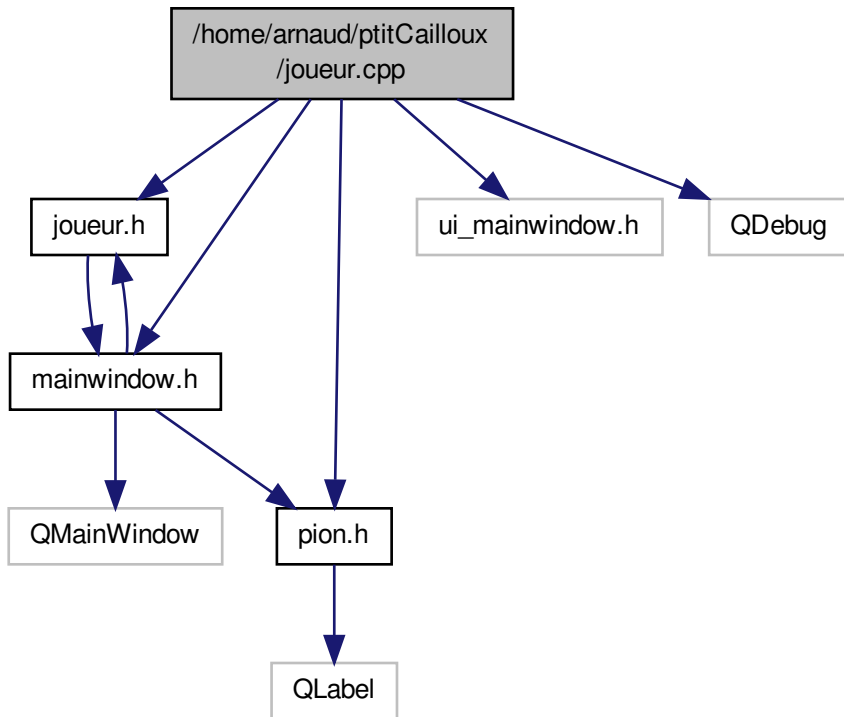 /home/arnaud/ptitCailloux
/joueur.cpp
joueur.h
ui_mainwindow.h
QDebug
mainwindow.h
QMainWindow
pion.h
QLabel